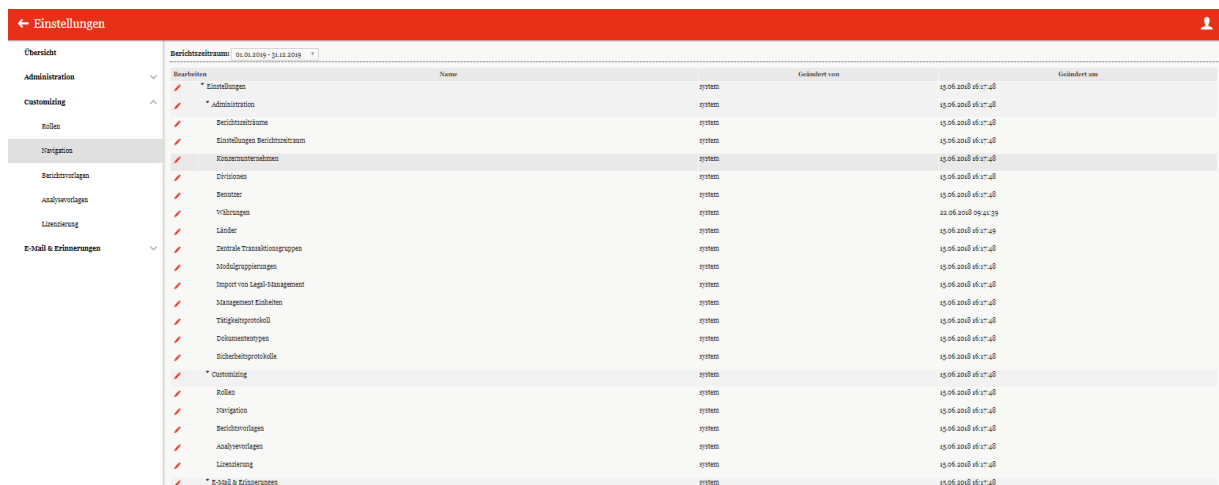 Einstellungen
Übersicht
Administration
Customizing
Rollen
Navigation
Berichtsvorlagen
Analysevorlagen
Lizenzierung
E-Mail & Erinnerungen
Berichtszeitraum: 01.01.2019 - 31.12.2019
Bearbeiten Name Geändert von Geändert am
Einstellungen system 15.06.2018 16:17:48
Administration system 15.06.2018 16:17:48
Berichtszeiträume system 15.06.2018 16:17:48
Einstellungen Berichtszeitraum system 15.06.2018 16:17:48
Konzernunternehmen system 15.06.2018 16:17:48
Divisionen system 15.06.2018 16:17:48
Benutzer system 15.06.2018 16:17:48
Währungen system 22.06.2018 09:41:39
Länder system 15.06.2018 16:17:49
Zentrale Transaktionsgruppen system 15.06.2018 16:17:48
Modulgruppierungen system 15.06.2018 16:17:48
Import von Legal-Management system 15.06.2018 16:17:48
Management Einheiten system 15.06.2018 16:17:48
Tätigkeitsprotokoll system 15.06.2018 16:17:48
Dokumententypen system 15.06.2018 16:17:48
Sicherheitsprotokolle system 15.06.2018 16:17:48
Customizing system 15.06.2018 16:17:48
Rollen system 15.06.2018 16:17:48
Navigation system 15.06.2018 16:17:48
Berichtsvorlagen system 15.06.2018 16:17:48
Analysevorlagen system 15.06.2018 16:17:48
Lizenzierung system 15.06.2018 16:17:48
E-Mail & Erinnerungen system 15.06.2018 16:17:48